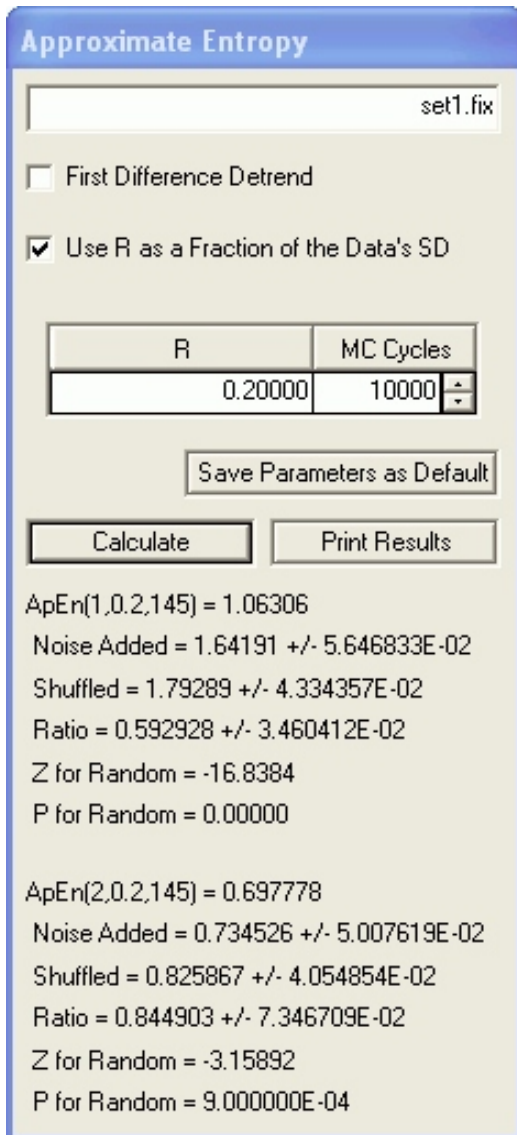 Approximate Entropy
set1.fix
First Difference Detrend
Use R as a Fraction of the Data's SD
R MC Cycles
0.20000 10000
Save Parameters as Default
Calculate Print Results
ApEn(1,0.2,145) = 1.06306
Noise Added = 1.64191 +/- 5.646833E-02
Shuffled = 1.79289 +/- 4.334357E-02
Ratio = 0.592928 +/- 3.460412E-02
Z for Random = -16.8384
P for Random = 0.00000
ApEn(2,0.2,145) = 0.697778
Noise Added = 0.734526 +/- 5.007619E-02
Shuffled = 0.825867 +/- 4.054854E-02
Ratio = 0.844903 +/- 7.346709E-02
Z for Random = -3.15892
P for Random = 9.000000E-04